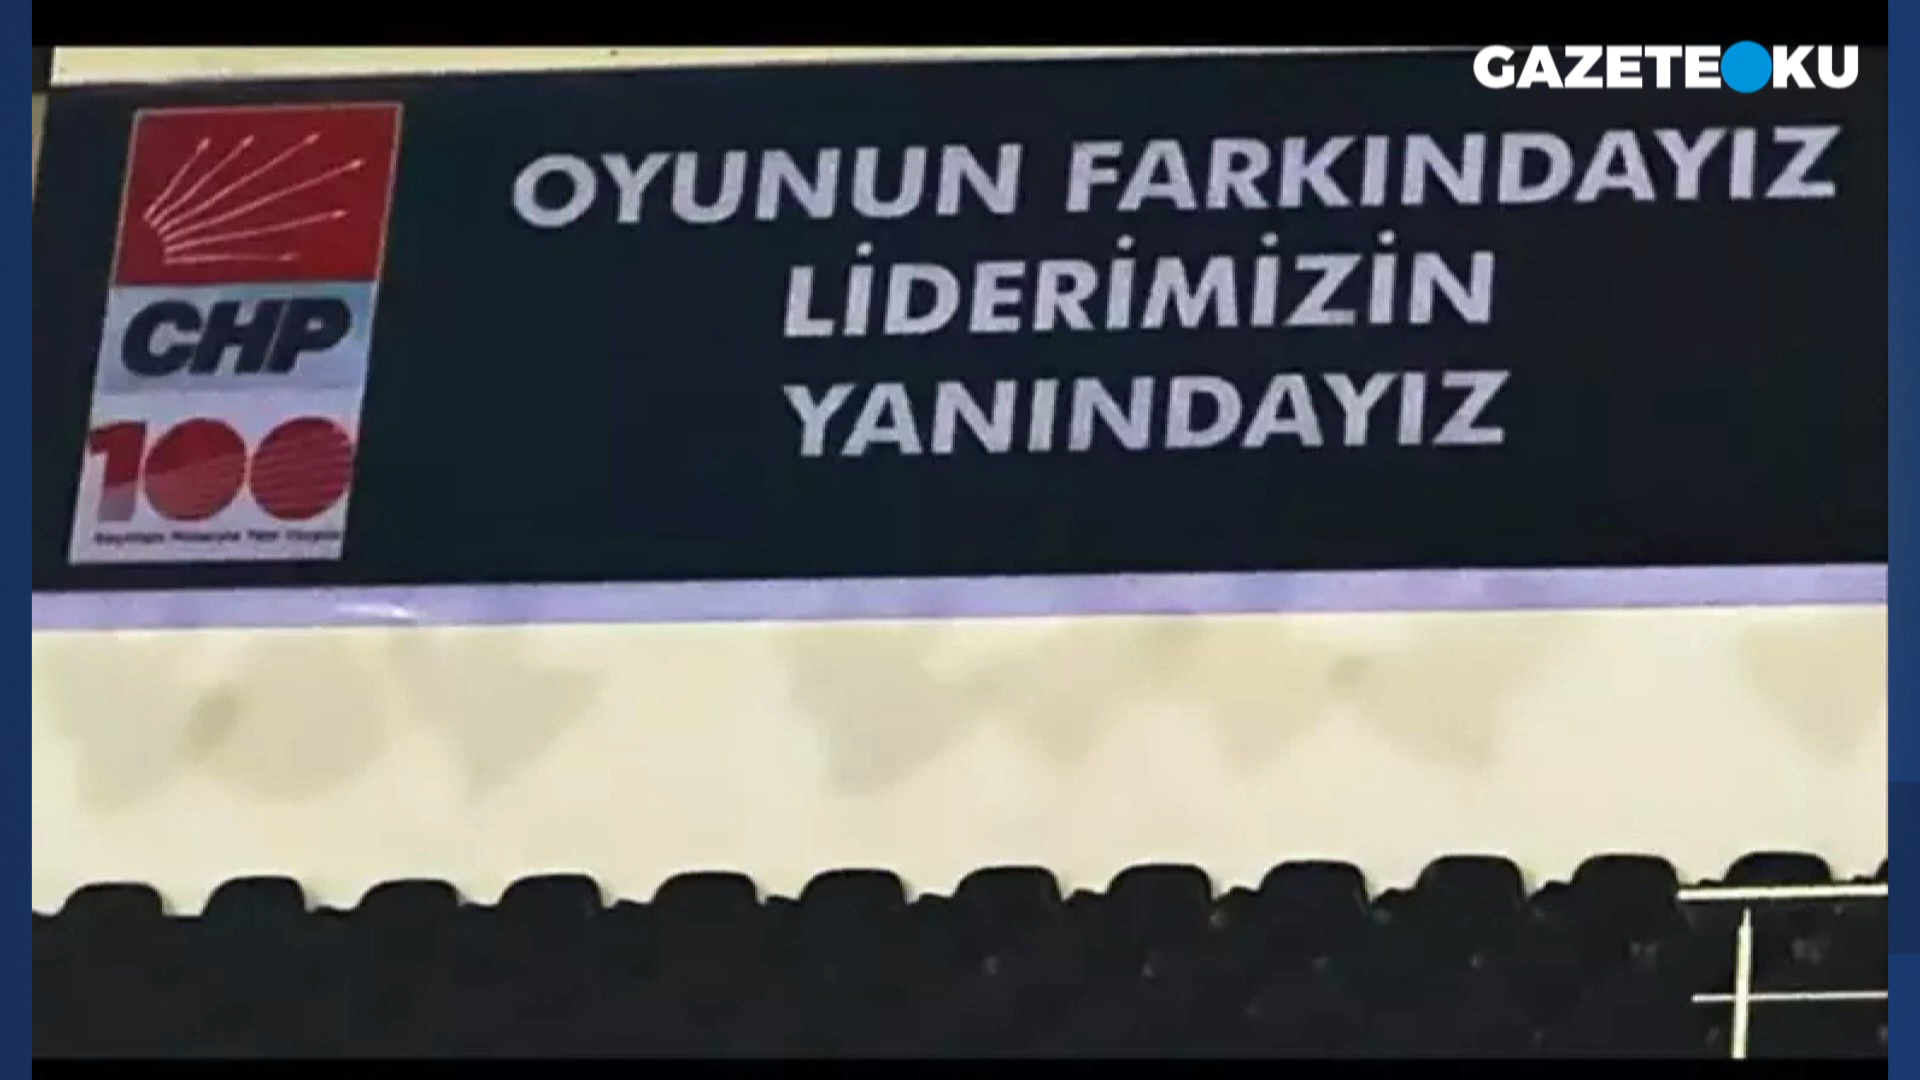 GAZETEOKU
OYUNUN FARKINDAYIZ
LİDERİMİZİN
YANINDAYIZ
CHP
100